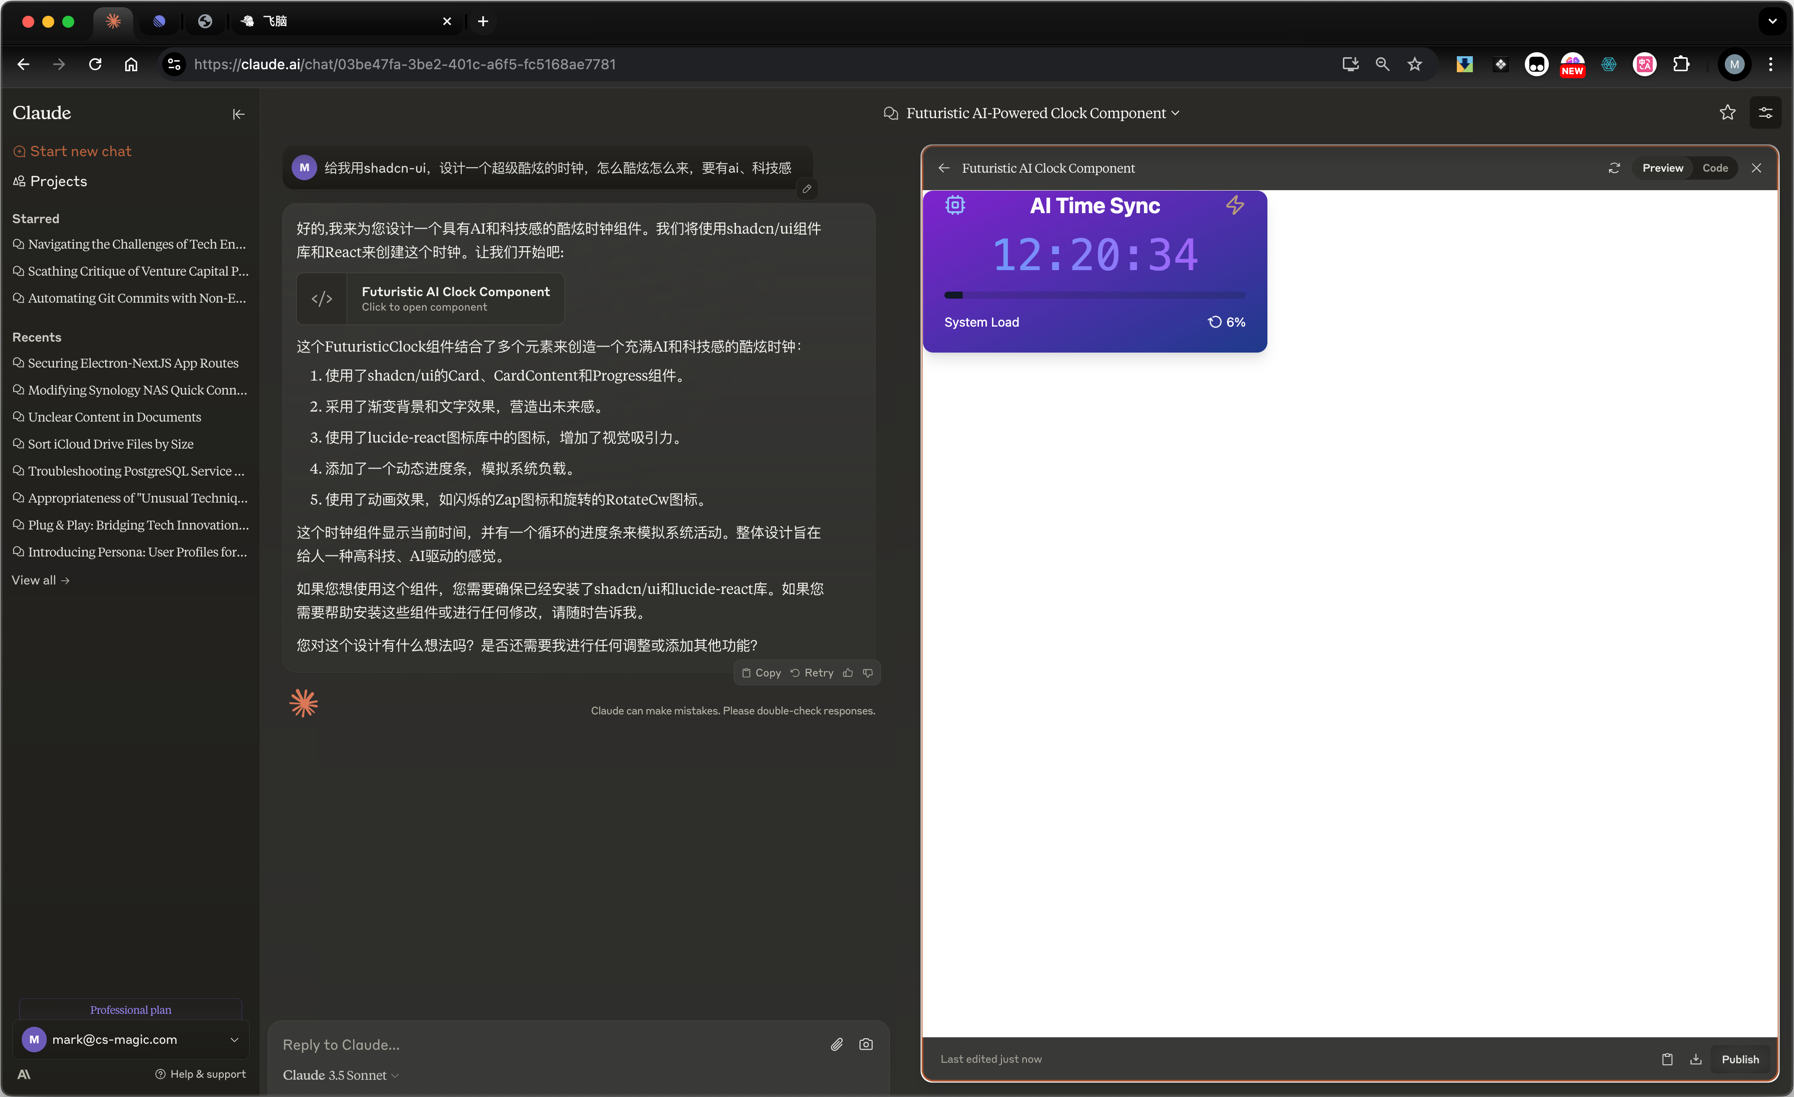 飞脑
https://claude.ai/chat/03be47fa-3be2-401c-a6f5-fc5168ae7781
NEW
M
Claude
Start new chat
Projects
Starred
Navigating the Challenges of Tech En...
Scathing Critique of Venture Capital P...
Automating Git Commits with Non-E...
Recents
Securing Electron-NextJS App Routes
Modifying Synology NAS Quick Conn...
Unclear Content in Documents
Sort iCloud Drive Files by Size
Troubleshooting PostgreSQL Service ...
Appropriateness of "Unusual Techniq...
Plug & Play: Bridging Tech Innovation...
Introducing Persona: User Profiles for...
View all →
Professional plan
M mark@cs-magic.com
Help & support
Futuristic AI-Powered Clock Component
M 给我用shadcn-ui，设计一个超级酷炫的时钟，怎么酷炫怎么来，要有ai、科技感
好的,我来为您设计一个具有AI和科技感的酷炫时钟组件。我们将使用shadcn/ui组件
库和React来创建这个时钟。让我们开始吧:
</> Futuristic AI Clock Component
Click to open component
这个FuturisticClock组件结合了多个元素来创造一个充满AI和科技感的酷炫时钟：
1. 使用了shadcn/ui的Card、CardContent和Progress组件。
2. 采用了渐变背景和文字效果，营造出未来感。
3. 使用了lucide-react图标库中的图标，增加了视觉吸引力。
4. 添加了一个动态进度条，模拟系统负载。
5. 使用了动画效果，如闪烁的Zap图标和旋转的RotateCw图标。
这个时钟组件显示当前时间，并有一个循环的进度条来模拟系统活动。整体设计旨在
给人一种高科技、AI驱动的感觉。
如果您想使用这个组件，您需要确保已经安装了shadcn/ui和lucide-react库。如果您
需要帮助安装这些组件或进行任何修改，请随时告诉我。
您对这个设计有什么想法吗？是否还需要我进行任何调整或添加其他功能？
Copy Retry
Claude can make mistakes. Please double-check responses.
Reply to Claude...
Claude 3.5 Sonnet
Futuristic AI Clock Component
Preview Code
AI Time Sync
12:20:34
System Load 6%
Last edited just now
Publish